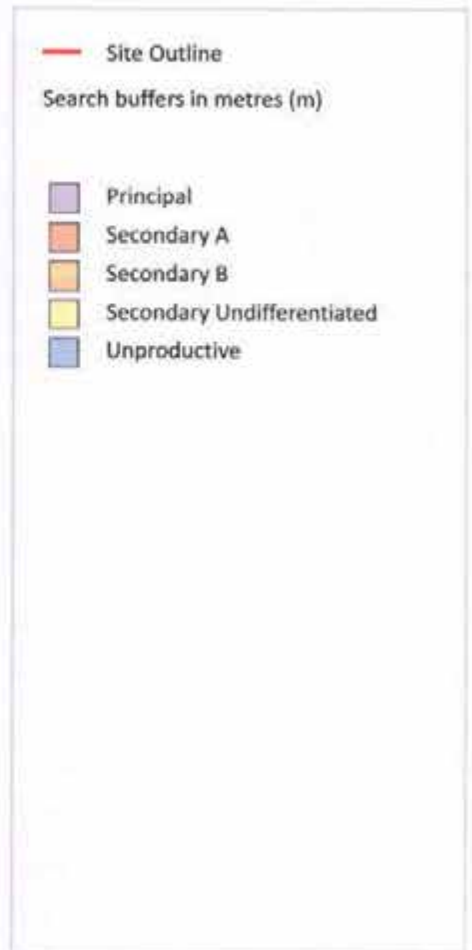 Site Outline
Search buffers in metres (m)
Principal
Secondary A
Secondary B
Secondary Undifferentiated
Unproductive